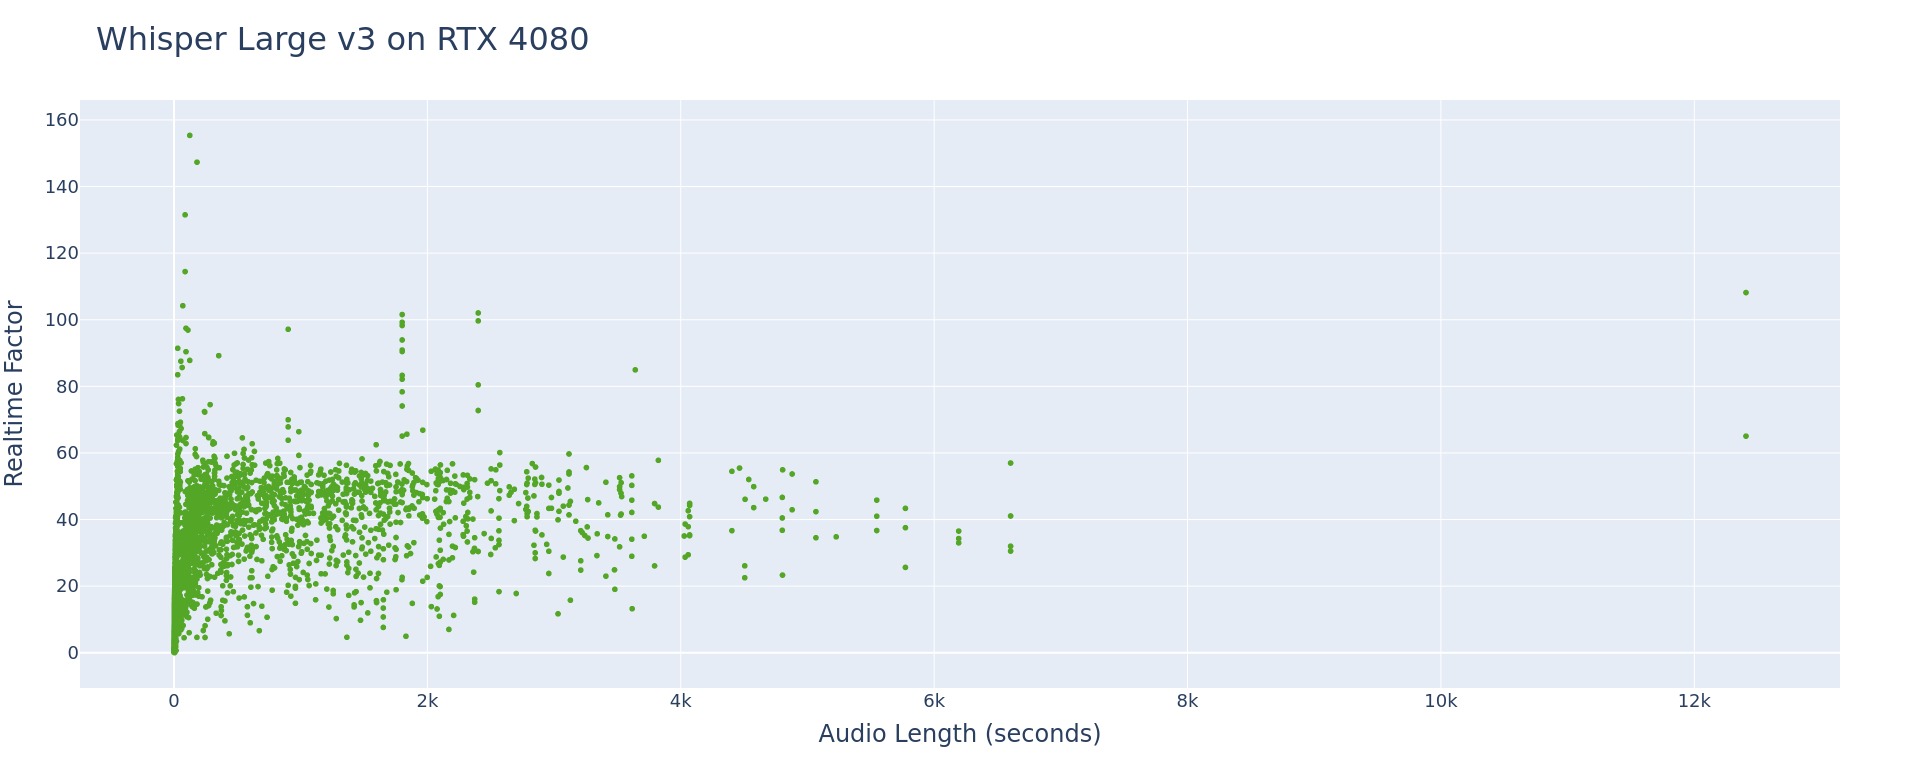 Whisper Large v3 on RTX 4080
160
140
120
100
80
60
40
20
0
Realtime Factor
0 2k 4k 6k 8k 10k 12k
Audio Length (seconds)